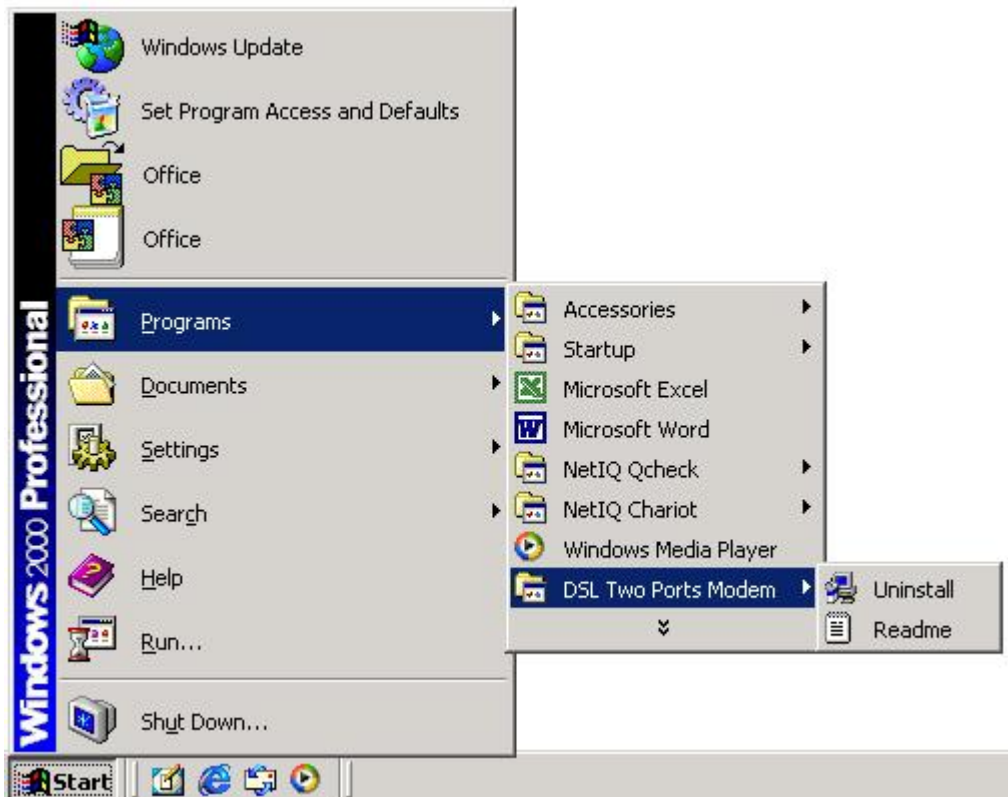 Windows Update
Set Program Access and Defaults
Office
Office
Windows 2000 Professional
Programs
Documents
Settings
Search
Help
Run...
Shut Down...
Accessories
Startup
Microsoft Excel
Microsoft Word
NetIQ Qcheck
NetIQ Chariot
Windows Media Player
DSL Two Ports Modem
Uninstall
Readme
Start